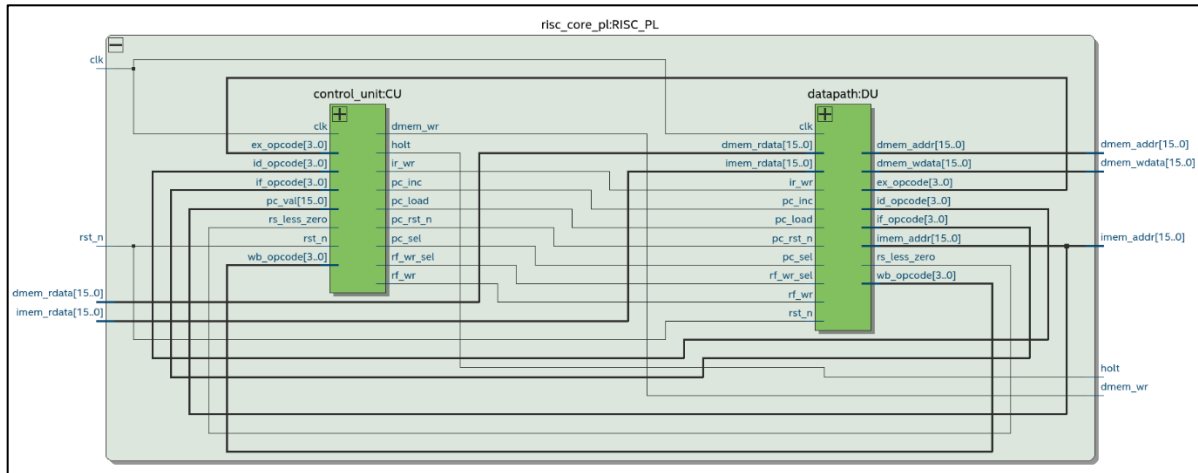 risc_core_pl:RISC_PL
clk
control_unit:CU
datapath:DU
clk
dmem_wr
clk
ex_opcode[3..0]
holt
dmem_rdata[15..0]
dmem_addr[15..0]
dmem_addr[15..0]
id_opcode[3..0]
ir_wr
imem_rdata[15..0]
dmem_wdata[15..0]
dmem_wdata[15..0]
if_opcode[3..0]
pc_inc
ir_wr
ex_opcode[3..0]
pc_val[15..0]
pc_load
pc_inc
id_opcode[3..0]
rs_less_zero
pc_rst_n
pc_load
if_opcode[3..0]
rst_n
rst_n
pc_sel
pc_rst_n
imem_addr[15..0]
imem_addr[15..0]
wb_opcode[3..0]
rf_wr_sel
pc_sel
rs_less_zero
rf_wr
rf_wr_sel
wb_opcode[3..0]
dmem_rdata[15..0]
rf_wr
imem_rdata[15..0]
rst_n
holt
dmem_wr